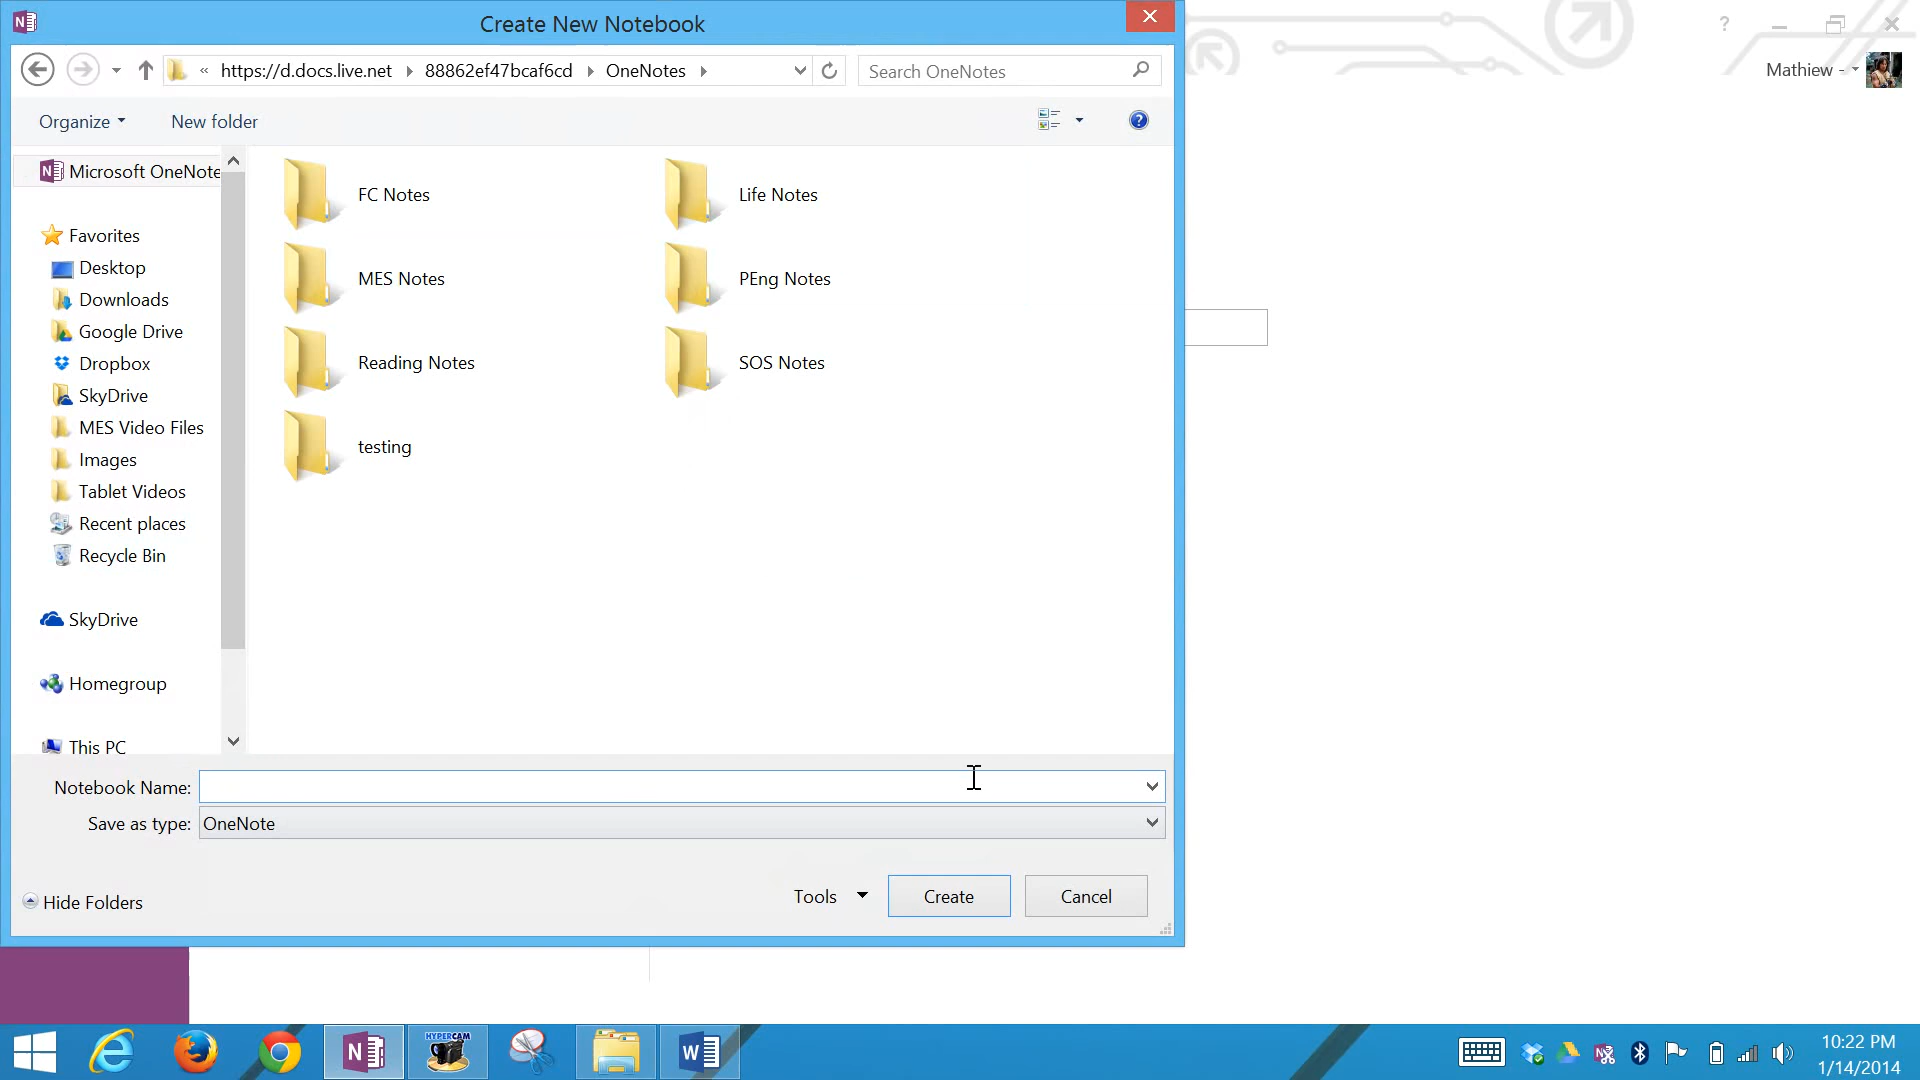 Create New Notebook
« https://d.docs.live.net 88862ef47bcaf6cd OneNotes
Search OneNotes
Mathiew -
Organize
New folder
Microsoft OneNote
Favorites
Desktop
Downloads
Google Drive
Dropbox
SkyDrive
MES Video Files
Images
Tablet Videos
Recent places
Recycle Bin
SkyDrive
Homegroup
This PC
FC Notes
Life Notes
MES Notes
PEng Notes
Reading Notes
SOS Notes
testing
Notebook Name:
Save as type: OneNote
Hide Folders
Tools
Create
Cancel
HYPERCAM
10:22 PM
1/14/2014